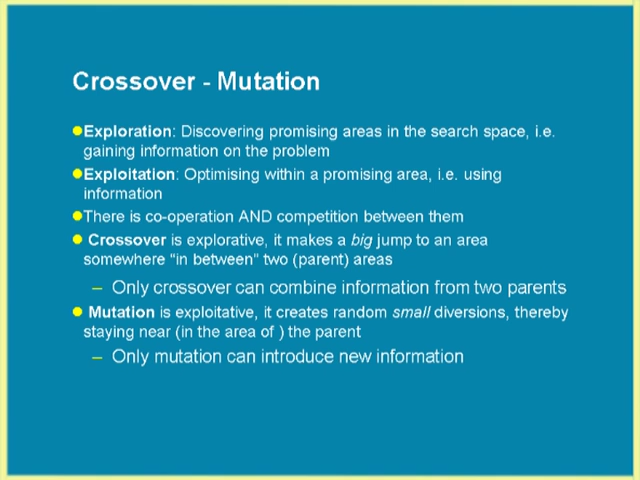 Crossover - Mutation
Exploration: Discovering promising areas in the search space, i.e.
gaining information on the problem
Exploitation: Optimising within a promising area, i.e. using
information
There is co-operation AND competition between them
Crossover is explorative, it makes a big jump to an area
somewhere "in between" two (parent) areas
– Only crossover can combine information from two parents
Mutation is exploitative, it creates random small diversions, thereby
staying near (in the area of ) the parent
– Only mutation can introduce new information